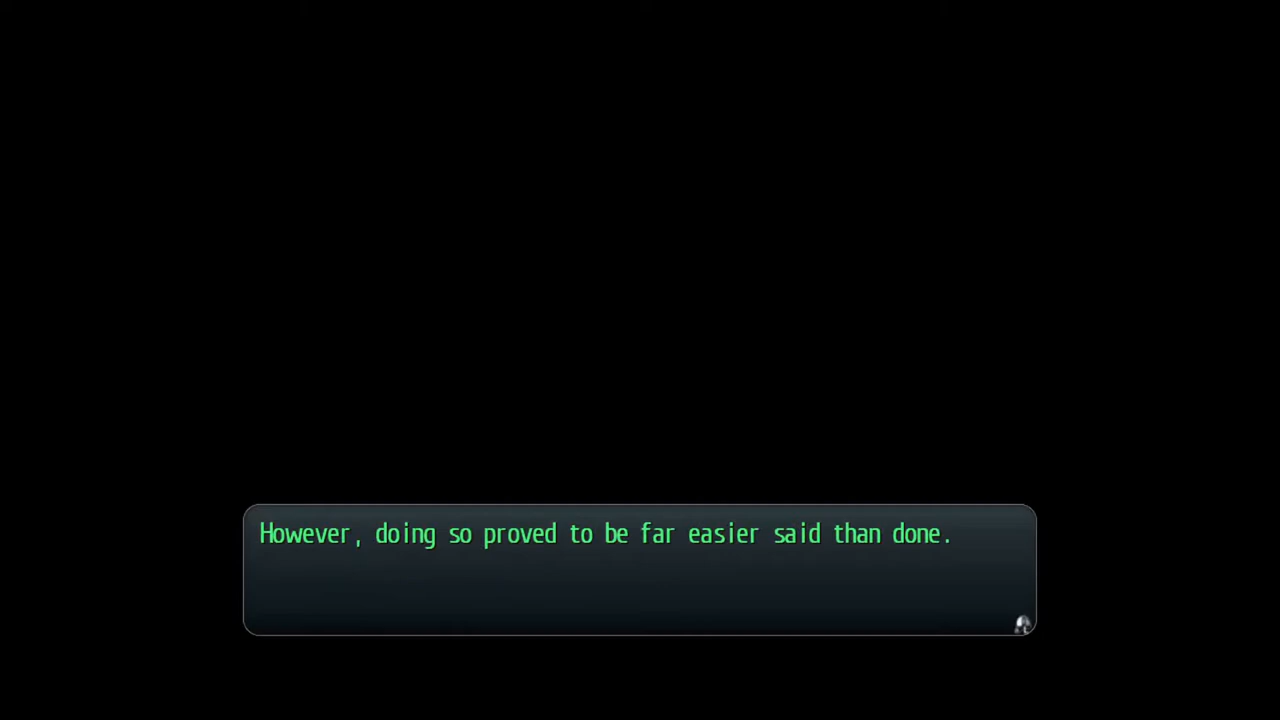 However, doing so proved to be far easier said than done.